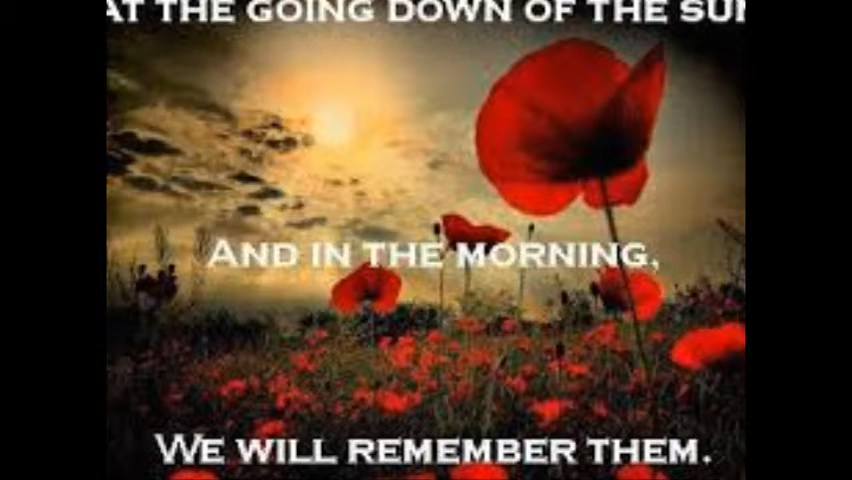 AT THE GOING DOWN OF THE SUN
AND IN THE MORNING,
WE WILL REMEMBER THEM.